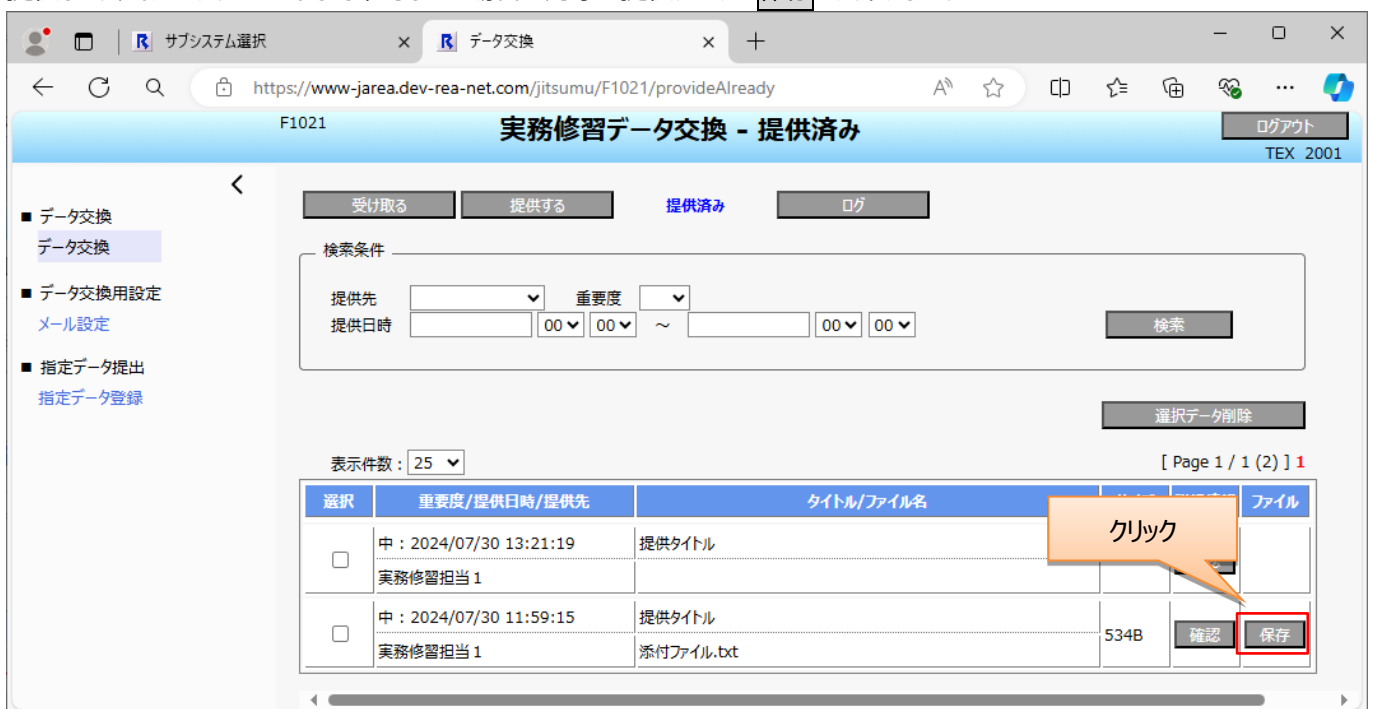 サブシステム選択 × データ交換 × +
https://www-jarea.dev-rea-net.com/jitsumu/F1021/provideAlready
F1021 実務修習データ交換 - 提供済み ログアウト
TEX 2001
■ データ交換
データ交換
■ データ交換用設定
メール設定
■ 指定データ提出
指定データ登録
受け取る 提供する 提供済み ログ
検索条件
提供先 重要度
提供日時 00 00 ～ 00 00 検索
選択データ削除
表示件数 : 25 [ Page 1 / 1 (2) ] 1
選択 重要度/提供日時/提供先 タイトル/ファイル名 ファイル
クリック
中 : 2024/07/30 13:21:19 提供タイトル
実務修習担当1
中 : 2024/07/30 11:59:15 提供タイトル
534B 確認 保存
実務修習担当1 添付ファイル.txt